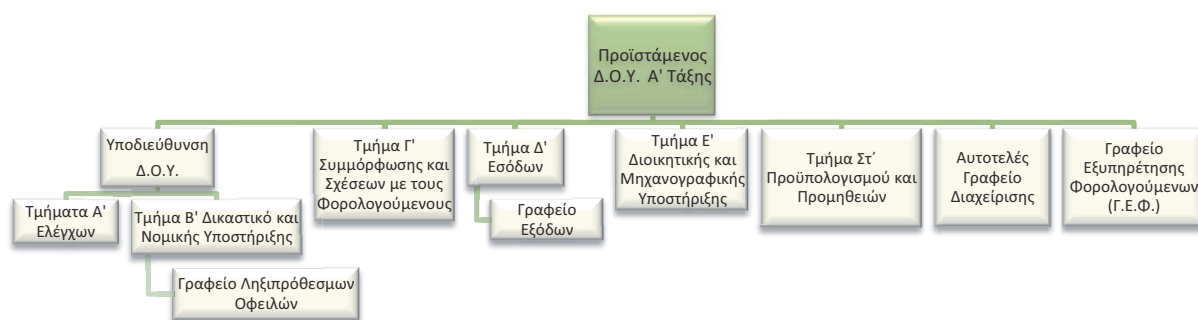 Προϊστάμενος
Δ.Ο.Υ. Α' Τάξης
Υποδιεύθυνση
Δ.Ο.Υ.
Τμήμα Γ'
Συμμόρφωσης και
Σχέσεων με τους
Φορολογούμενους
Τμήμα Δ'
Εσόδων
Τμήμα Ε'
Διοικητικής και
Μηχανογραφικής
Υποστήριξης
Τμήμα Στ΄
Προϋπολογισμού και
Προμηθειών
Αυτοτελές
Γραφείο
Διαχείρισης
Γραφείο
Εξυπηρέτησης
Φορολογούμενων
(Γ.Ε.Φ.)
Τμήματα Α'
Ελέγχων
Τμήμα Β' Δικαστικό και
Νομικής Υποστήριξης
Γραφείο
Εξόδων
Γραφείο Ληξιπρόθεσμων
Οφειλών